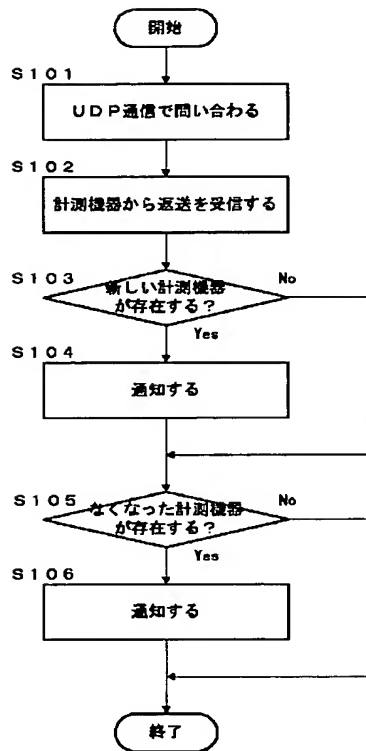 開始
S101
UDP通信で問い合わる
S102
計測機器から返送を受信する
S103
新しい計測機器
が存在する？
No
Yes
S104
通知する
S105
なくなった計測機器
が存在する？
No
Yes
S106
通知する
終了